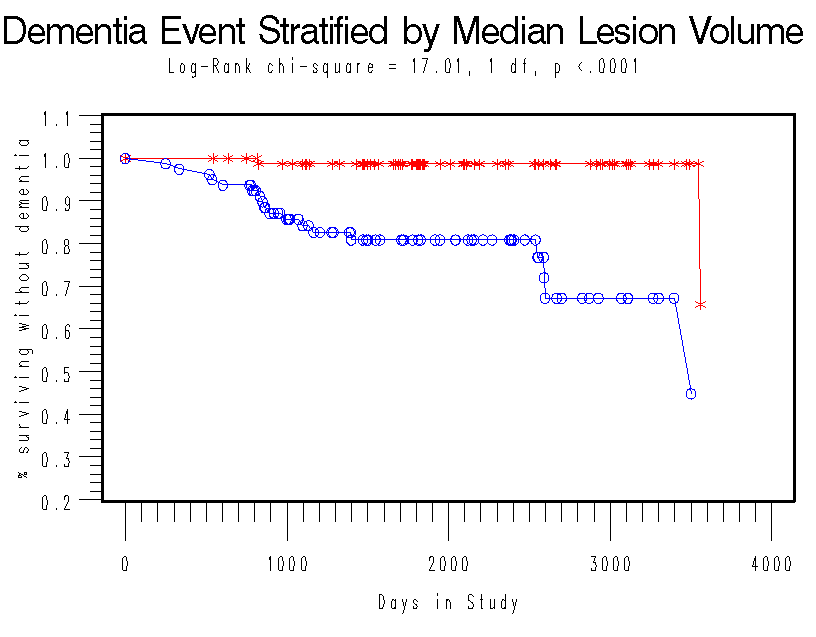 Dementia Event Stratified by Median Lesion Volume
Log-Rank chi-square = 17.01, 1 df, p <.0001
% surviving without dementia
1.1
1.0
0.9
0.8
0.7
0.6
0.5
0.4
0.3
0.2
0 1000 2000 3000 4000
Days in Study